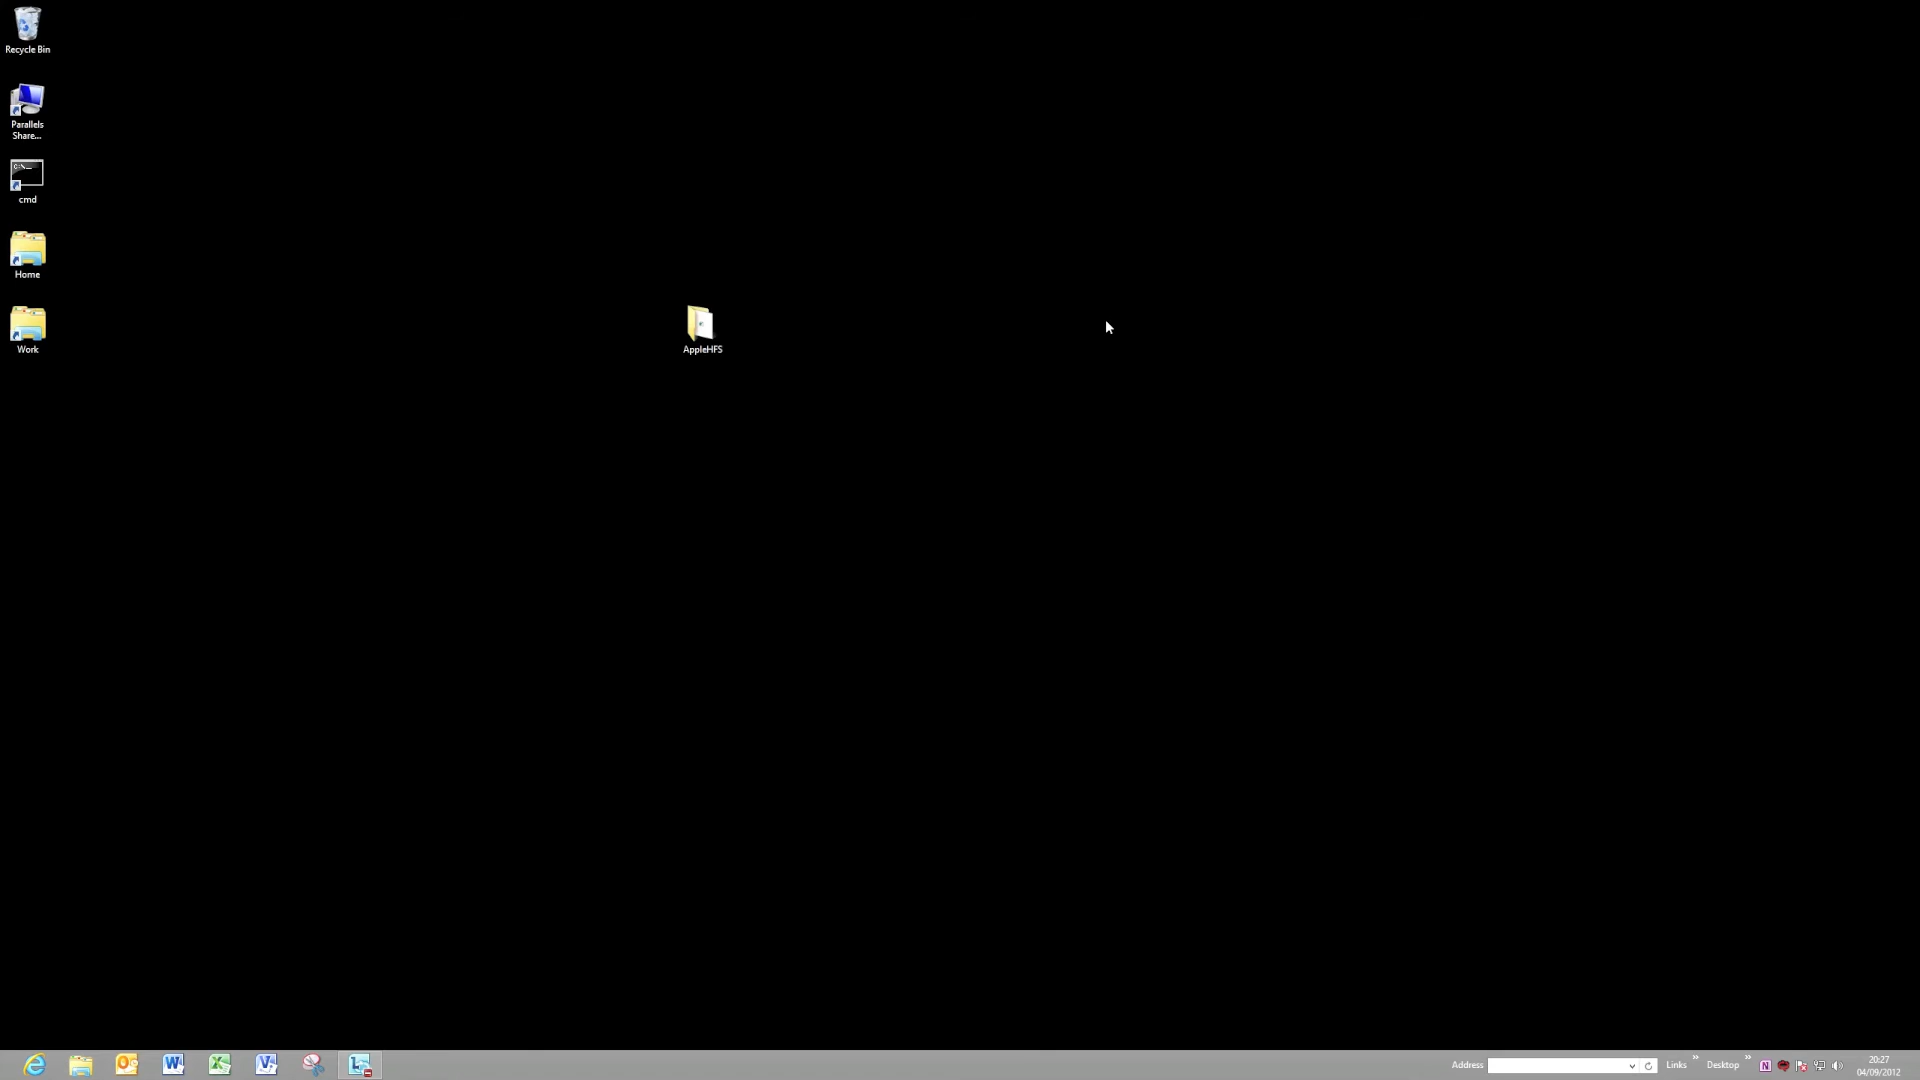 Recycle Bin
Parallels
Share...
C:\
cmd
Home
Work
AppleHFS
Address
Links
»
Desktop
»
N
20:27
04/09/2012